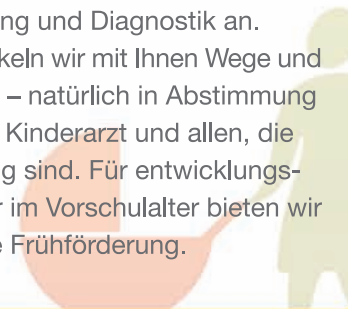 ng und Diagnostik an.
keln wir mit Ihnen Wege und
– natürlich in Abstimmung
Kinderarzt und allen, die
g sind. Für entwicklungs-
r im Vorschulalter bieten wir
e Frühförderung.